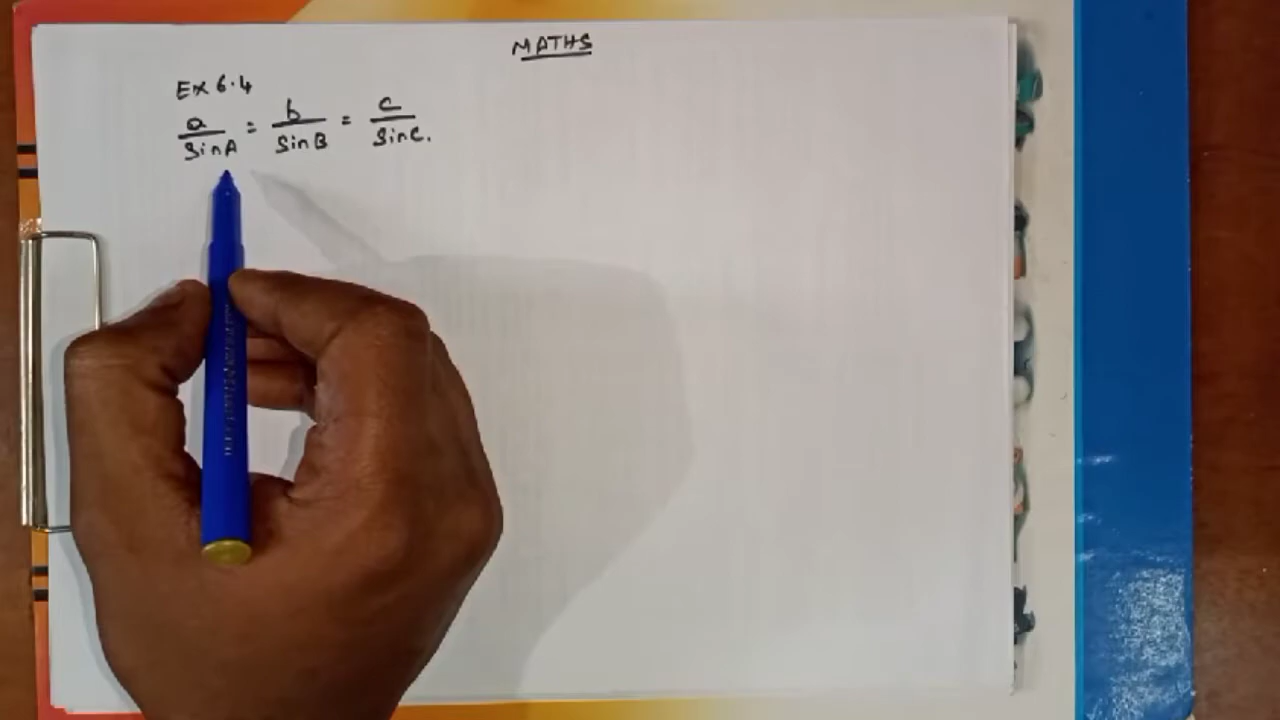 MATHS
Ex 6.4
a/SinA = b/SinB = c/SinC.